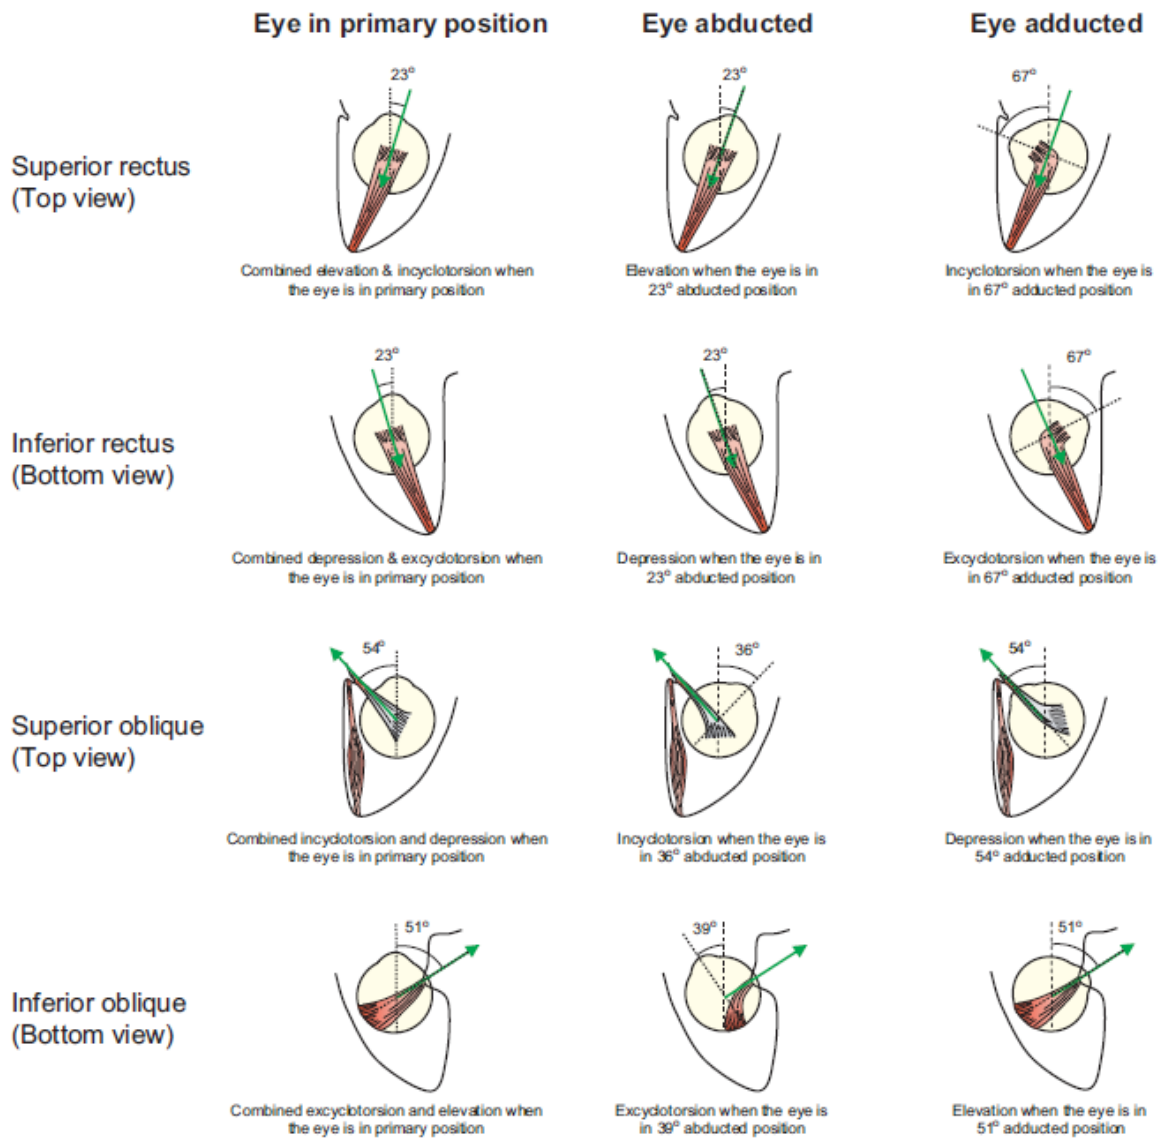 Eye in primary position Eye abducted Eye adducted
23° 23° 67°
Superior rectus
(Top view)
Combined elevation & incyclotorsion when
the eye is in primary position
Elevation when the eye is in
23° abducted position
Incyclotorsion when the eye is
in 67° adducted position
23° 23° 67°
Inferior rectus
(Bottom view)
Combined depression & excyclotorsion when
the eye is in primary position
Depression when the eye is in
23° abducted position
Excyclotorsion when the eye is
in 67° adducted position
54° 36° 54°
Superior oblique
(Top view)
Combined incyclotorsion and depression when
the eye is in primary position
Incyclotorsion when the eye is
in 36° abducted position
Depression when the eye is in
54° adducted position
51° 39° 51°
Inferior oblique
(Bottom view)
Combined excyclotorsion and elevation when
the eye is in primary position
Excyclotorsion when the eye is
in 39° abducted position
Elevation when the eye is in
51° adducted position